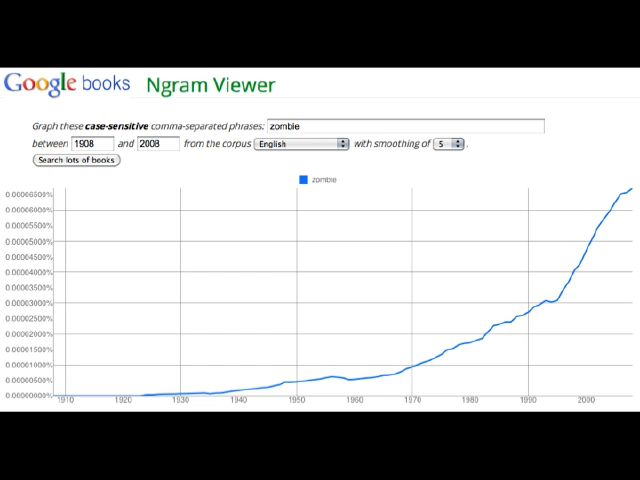 Google books Ngram Viewer
Graph these case-sensitive comma-separated phrases: zombie
between 1908 and 2008 from the corpus English with smoothing of 5 .
Search lots of books
zombie
0.00006500%
0.00006000%
0.00005500%
0.00005000%
0.00004500%
0.00004000%
0.00003500%
0.00003000%
0.00002500%
0.00002000%
0.00001500%
0.00001000%
0.00000500%
0.00000000%
1910 1920 1930 1940 1950 1960 1970 1980 1990 2000